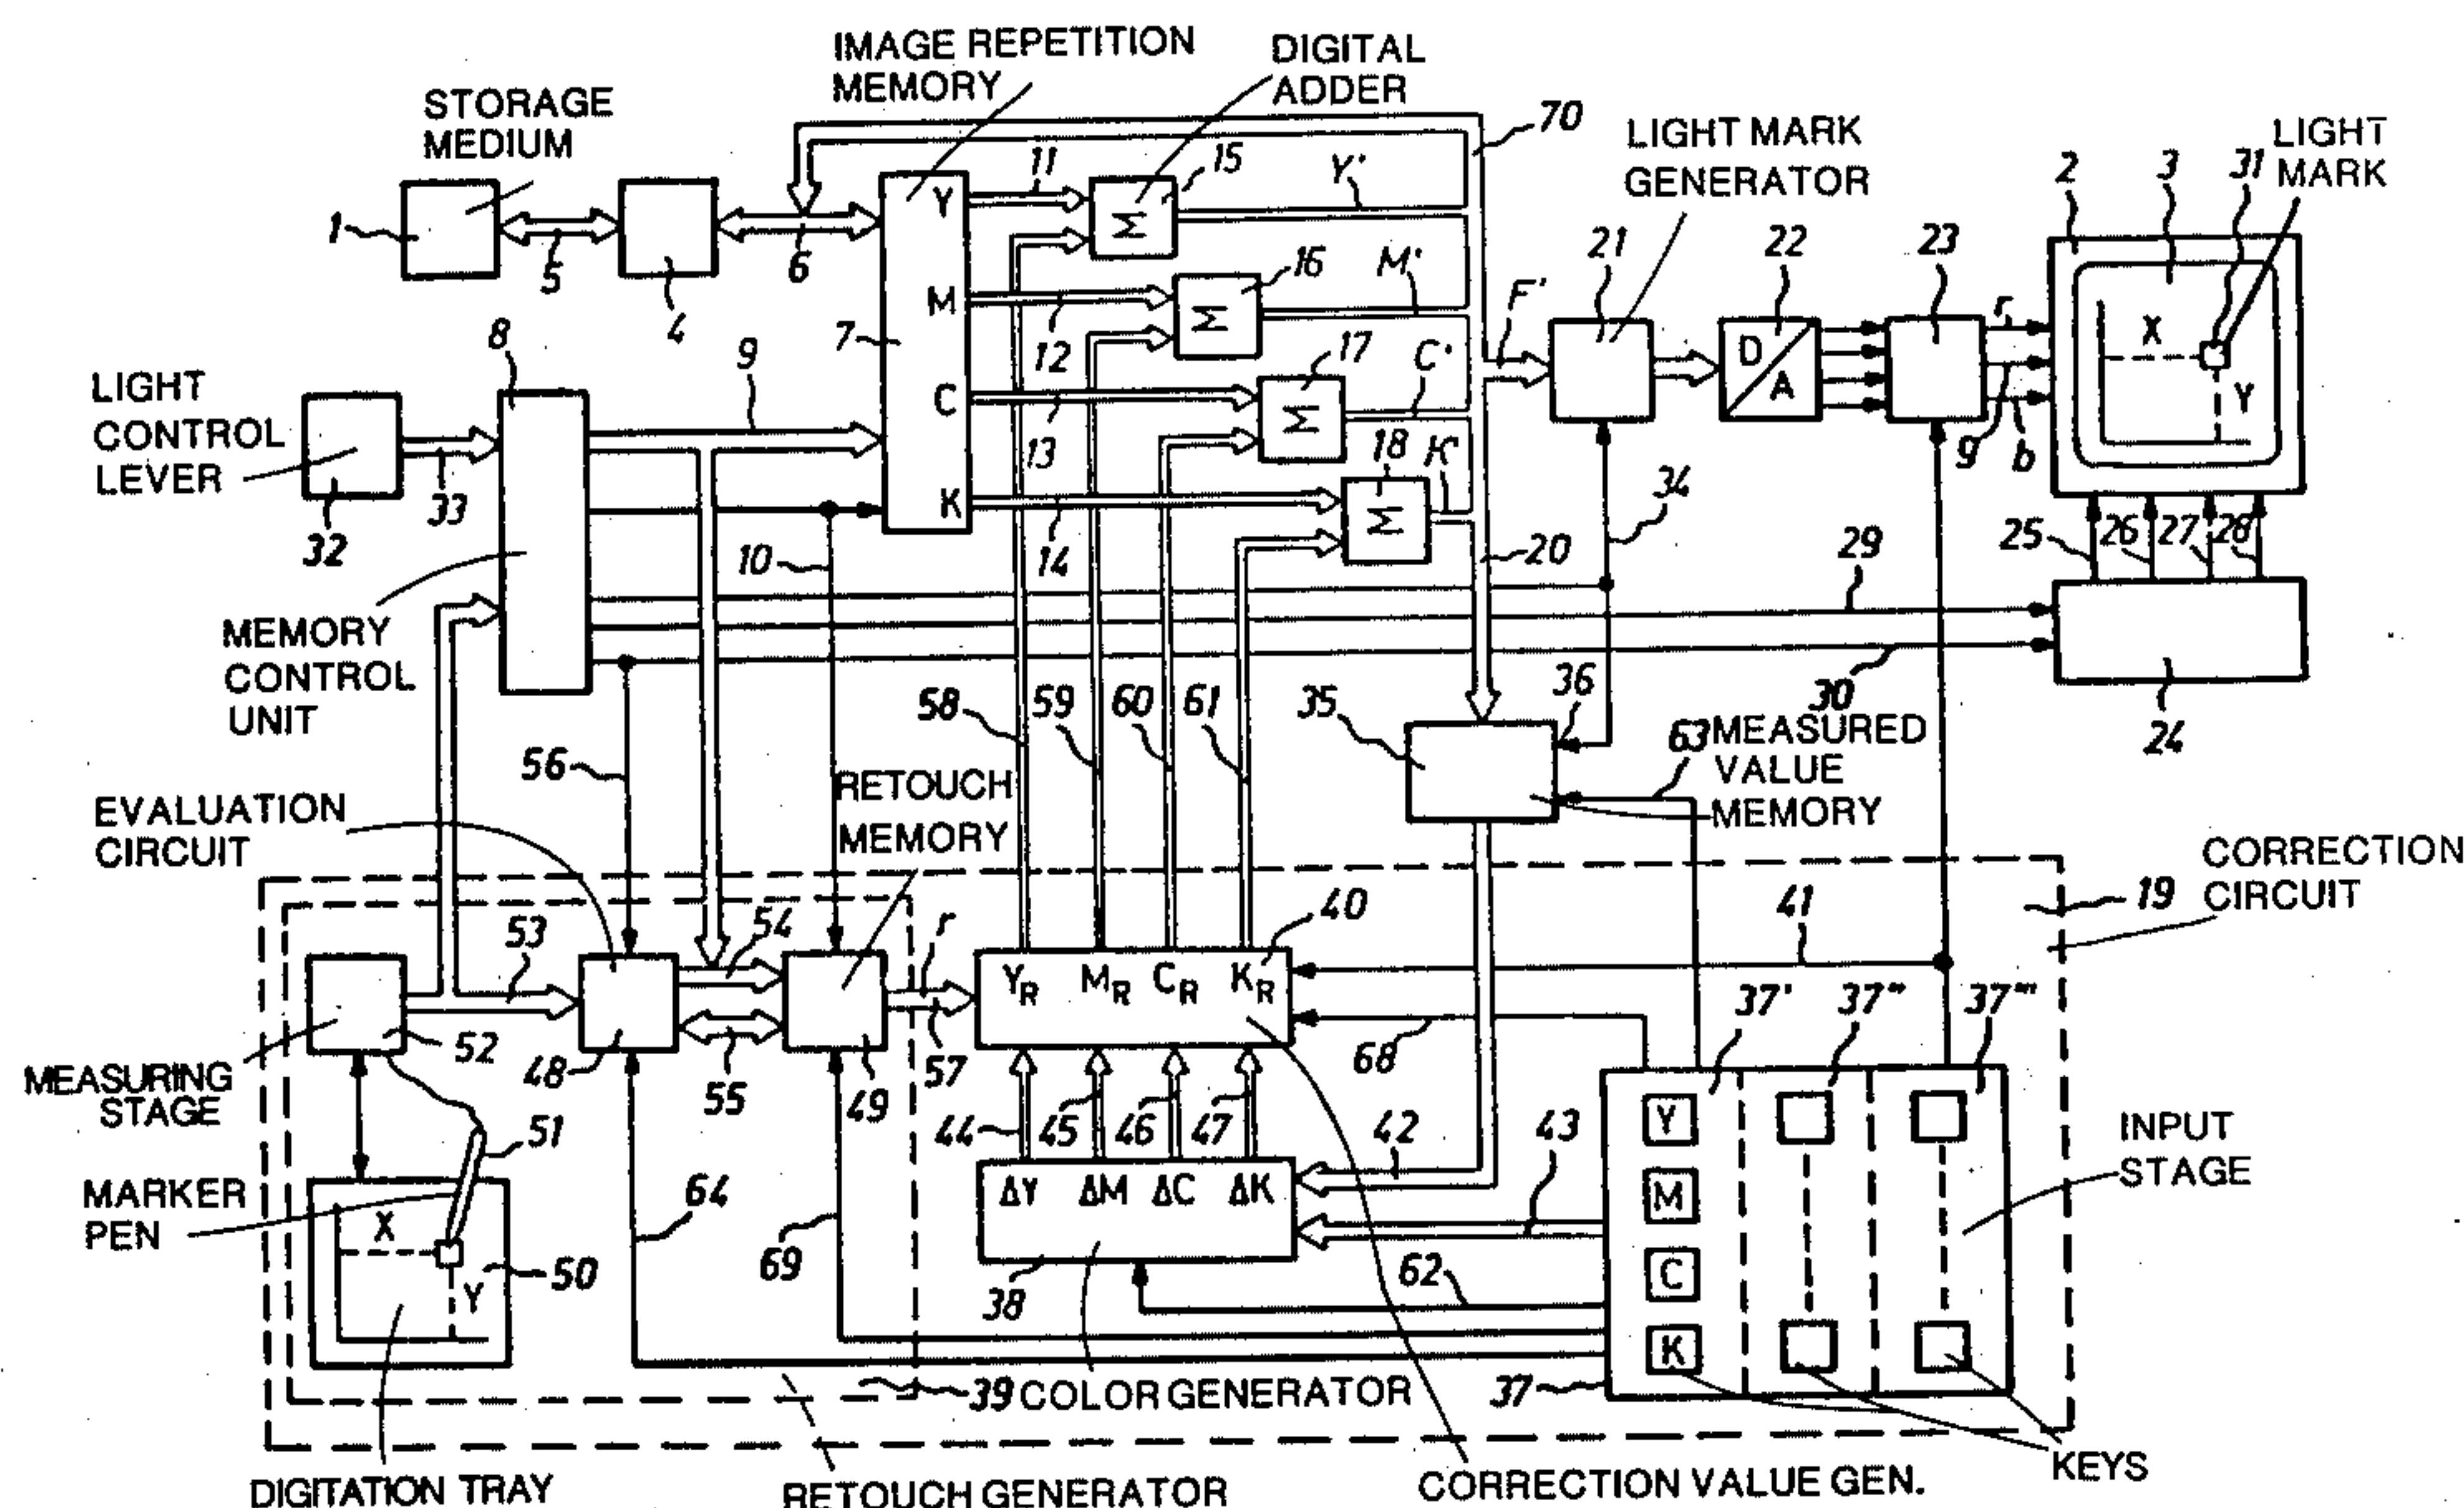 IMAGE REPETITION
MEMORY
DIGITAL
ADDER
STORAGE
MEDIUM
70
LIGHT MARK
GENERATOR
LIGHT
MARK
1
5
4
6
7
Y
M
C
K
11
12
13
14
15
16
17
18
Σ
Σ
Σ
Σ
Y'
M'
C'
K'
F'
21
22
D
A
23
r
g
b
2
3
31
X
Y
LIGHT
CONTROL
LEVER
32
33
8
9
10
20
34
29
30
25
26
27
28
24
MEMORY
CONTROL
UNIT
58
59
60
61
35
36
63
MEASURED
VALUE
MEMORY
56
EVALUATION
CIRCUIT
RETOUCH
MEMORY
CORRECTION
CIRCUIT
19
53
54
r
40
41
YR
MR
CR
KR
37'
37"
37'''
MEASURING
STAGE
52
48
55
49
57
68
51
44
45
46
47
42
43
Y
M
C
K
INPUT
STAGE
MARKER
PEN
X
Y
50
64
69
ΔY
ΔM
ΔC
ΔK
38
62
39
COLOR GENERATOR
37
DIGITATION TRAY
RETOUCH GENERATOR
CORRECTION VALUE GEN.
KEYS